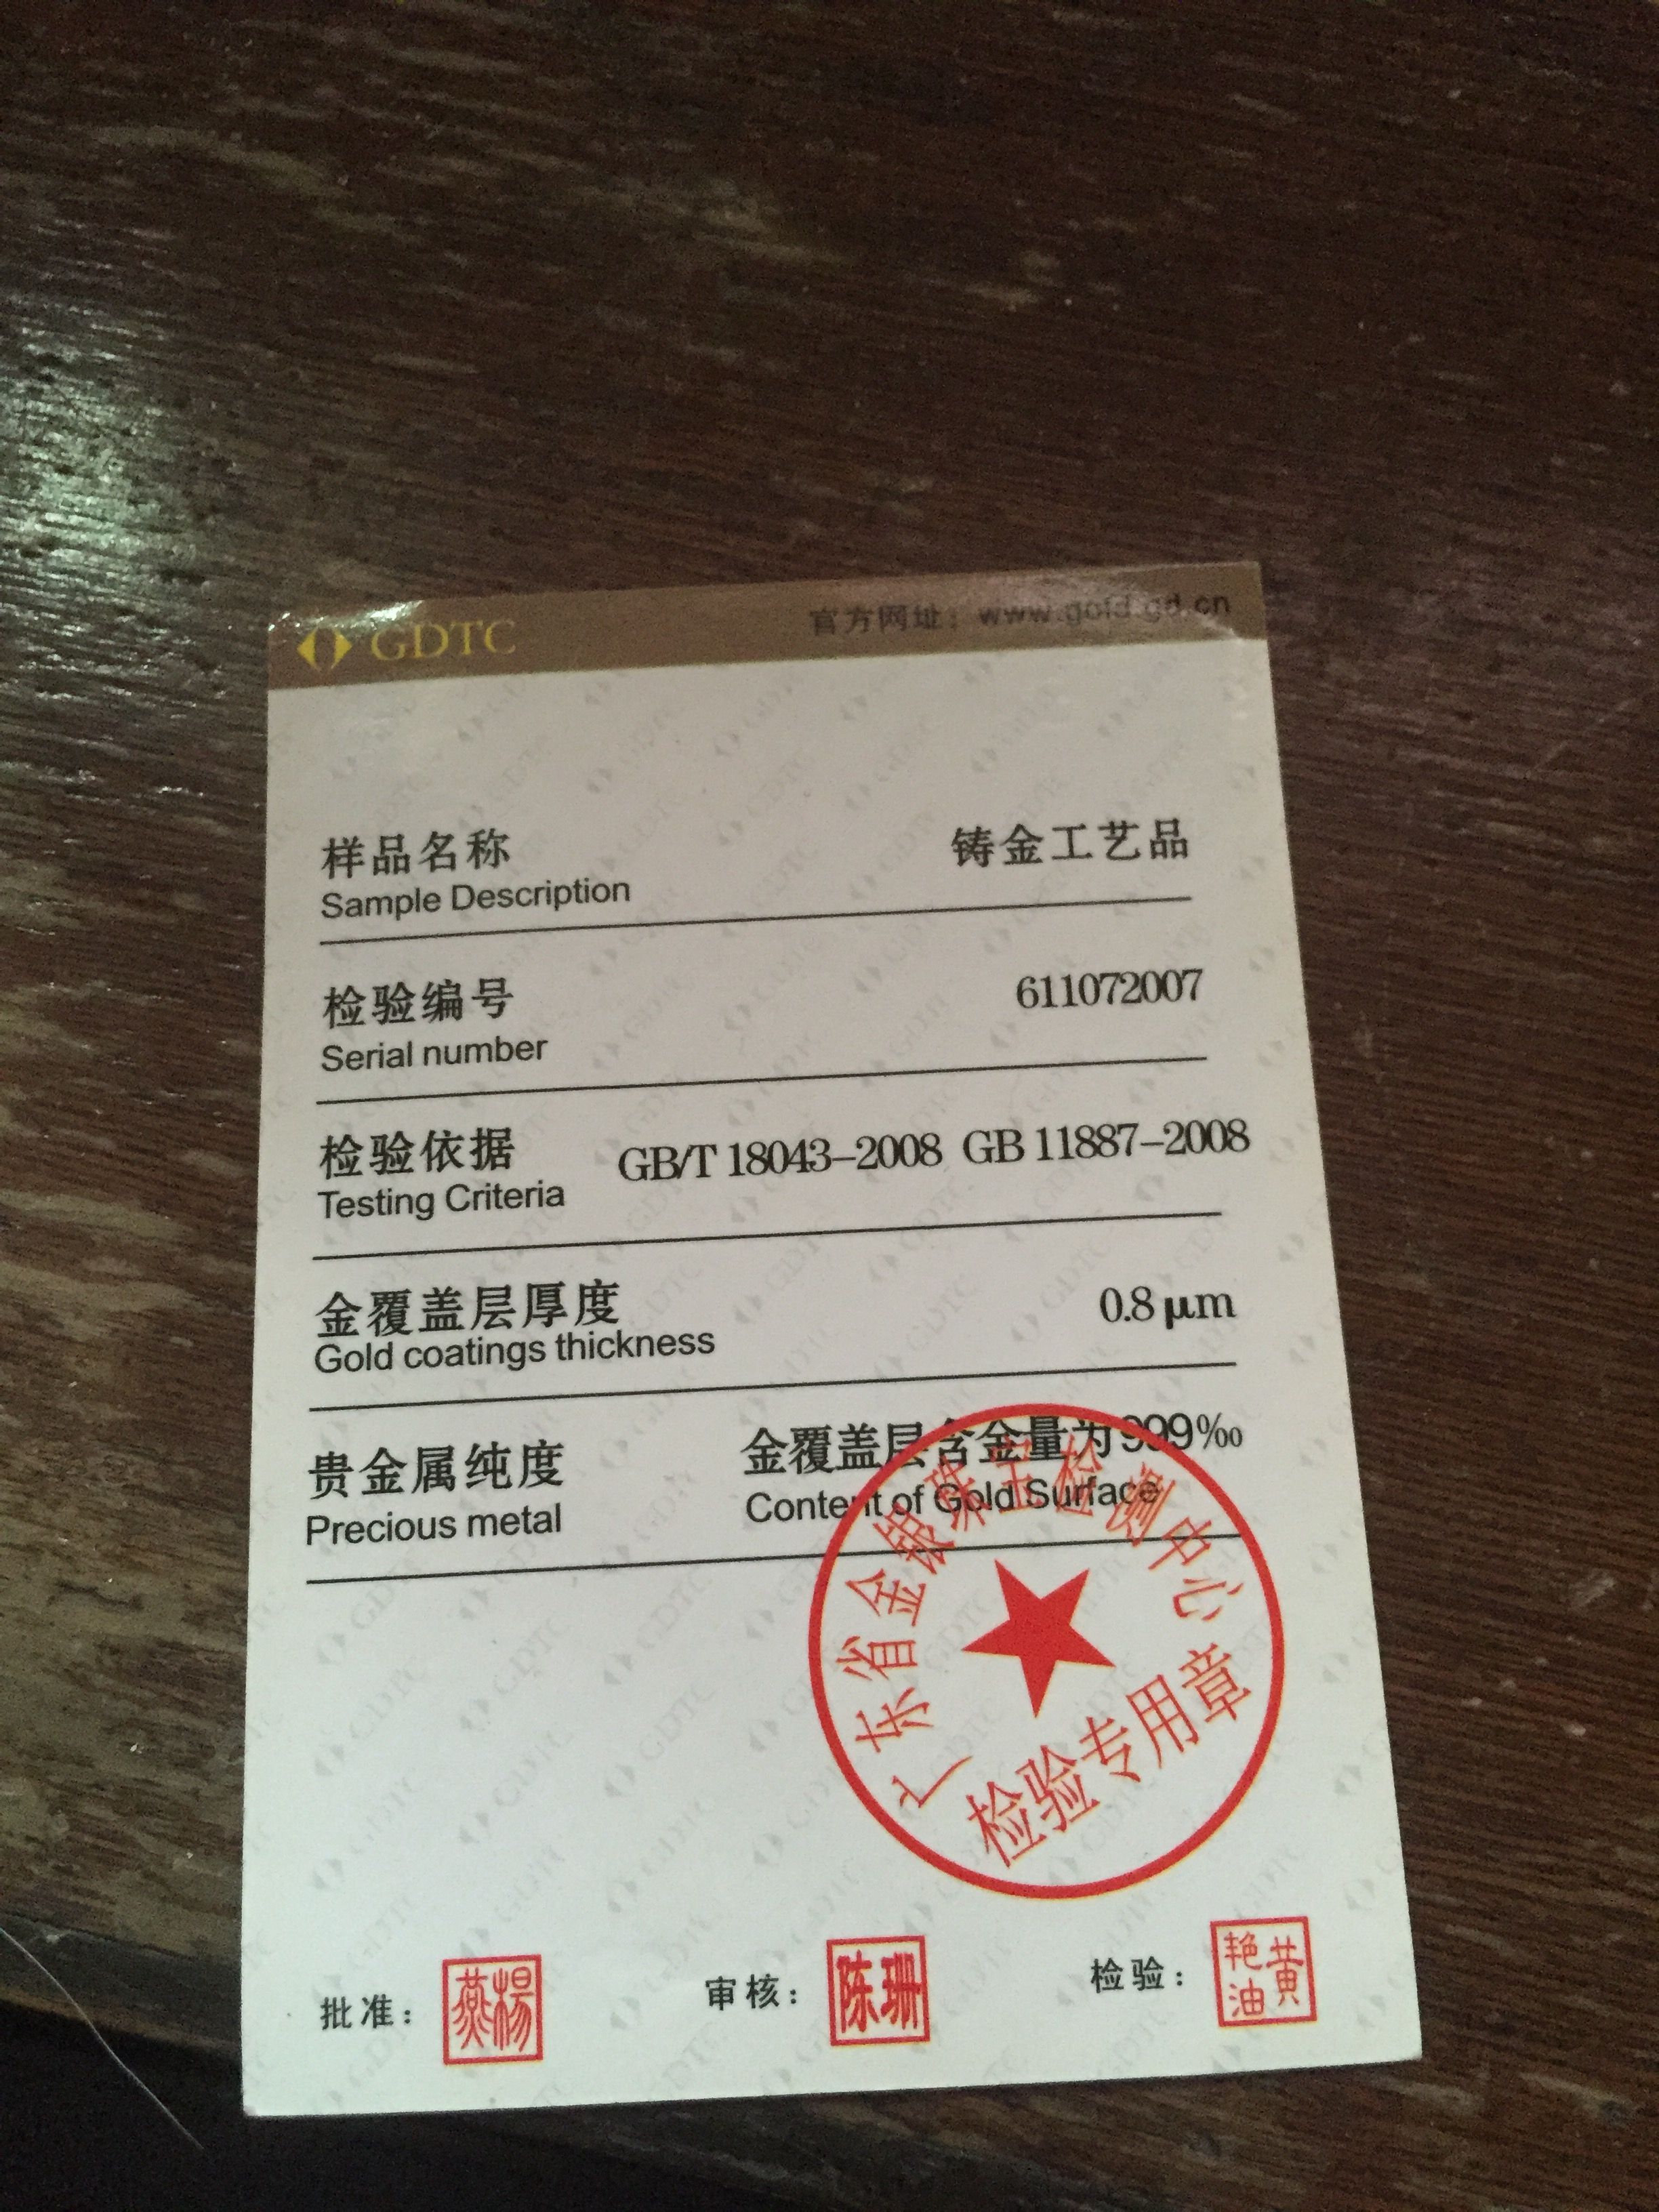 GDTC 官方网址：www.gold.gd.cn
样品名称 铸金工艺品
Sample Description
检验编号 611072007
Serial number
检验依据 GB/T 18043-2008 GB 11887-2008
Testing Criteria
金覆盖层厚度 0.8 μm
Gold coatings thickness
贵金属纯度 金覆盖层含金量为999‰
Precious metal Content of Gold Surface
广东省金银珠宝检测中心
检验专用章
批准： 燕楊 审核： 陈珊 检验： 黄艳油